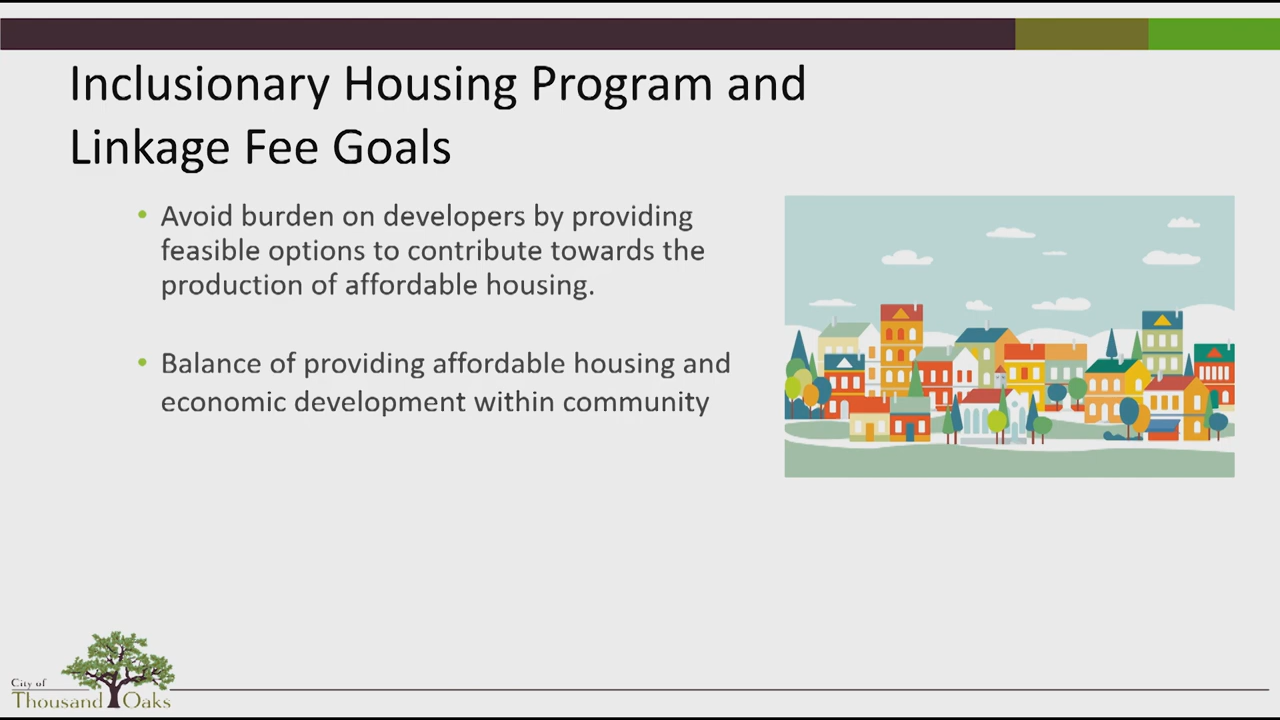 Inclusionary Housing Program and
Linkage Fee Goals
• Avoid burden on developers by providing
feasible options to contribute towards the
production of affordable housing.
• Balance of providing affordable housing and
economic development within community
City of
Thousand Oaks